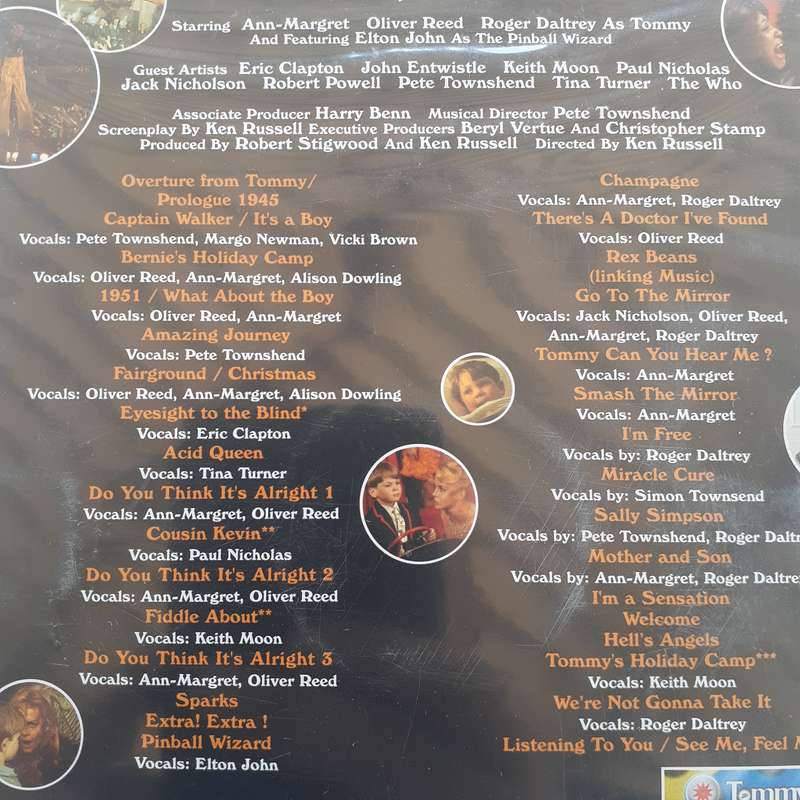 Starring Ann-Margret Oliver Reed Roger Daltrey As Tommy
And Featuring Elton John As The Pinball Wizard
Guest Artists Eric Clapton John Entwistle Keith Moon Paul Nicholas
Jack Nicholson Robert Powell Pete Townshend Tina Turner The Who
Associate Producer Harry Benn Musical Director Pete Townshend
Screenplay By Ken Russell Executive Producers Beryl Vertue And Christopher Stamp
Produced By Robert Stigwood And Ken Russell Directed By Ken Russell
Overture from Tommy/
Prologue 1945
Captain Walker / It's a Boy
Vocals: Pete Townshend, Margo Newman, Vicki Brown
Bernie's Holiday Camp
Vocals: Oliver Reed, Ann-Margret, Alison Dowling
1951 / What About the Boy
Vocals: Oliver Reed, Ann-Margret
Amazing Journey
Vocals: Pete Townshend
Fairground / Christmas
Vocals: Oliver Reed, Ann-Margret, Alison Dowling
Eyesight to the Blind*
Vocals: Eric Clapton
Acid Queen
Vocals: Tina Turner
Do You Think It's Alright 1
Vocals: Ann-Margret, Oliver Reed
Cousin Kevin**
Vocals: Paul Nicholas
Do You Think It's Alright 2
Vocals: Ann-Margret, Oliver Reed
Fiddle About**
Vocals: Keith Moon
Do You Think It's Alright 3
Vocals: Ann-Margret, Oliver Reed
Sparks
Extra! Extra !
Pinball Wizard
Vocals: Elton John
Champagne
Vocals: Ann-Margret, Roger Daltrey
There's A Doctor I've Found
Vocals: Oliver Reed
Rex Beans
(linking Music)
Go To The Mirror
Vocals: Jack Nicholson, Oliver Reed,
Ann-Margret, Roger Daltrey
Tommy Can You Hear Me ?
Vocals: Ann-Margret
Smash The Mirror
Vocals: Ann-Margret
I'm Free
Vocals by: Roger Daltrey
Miracle Cure
Vocals by: Simon Townsend
Sally Simpson
Vocals by: Pete Townshend, Roger Daltr
Mother and Son
Vocals by: Ann-Margret, Roger Daltre
I'm a Sensation
Welcome
Hell's Angels
Tommy's Holiday Camp***
Vocals: Keith Moon
We're Not Gonna Take It
Vocals: Roger Daltrey
Listening To You / See Me, Feel M
Tommy